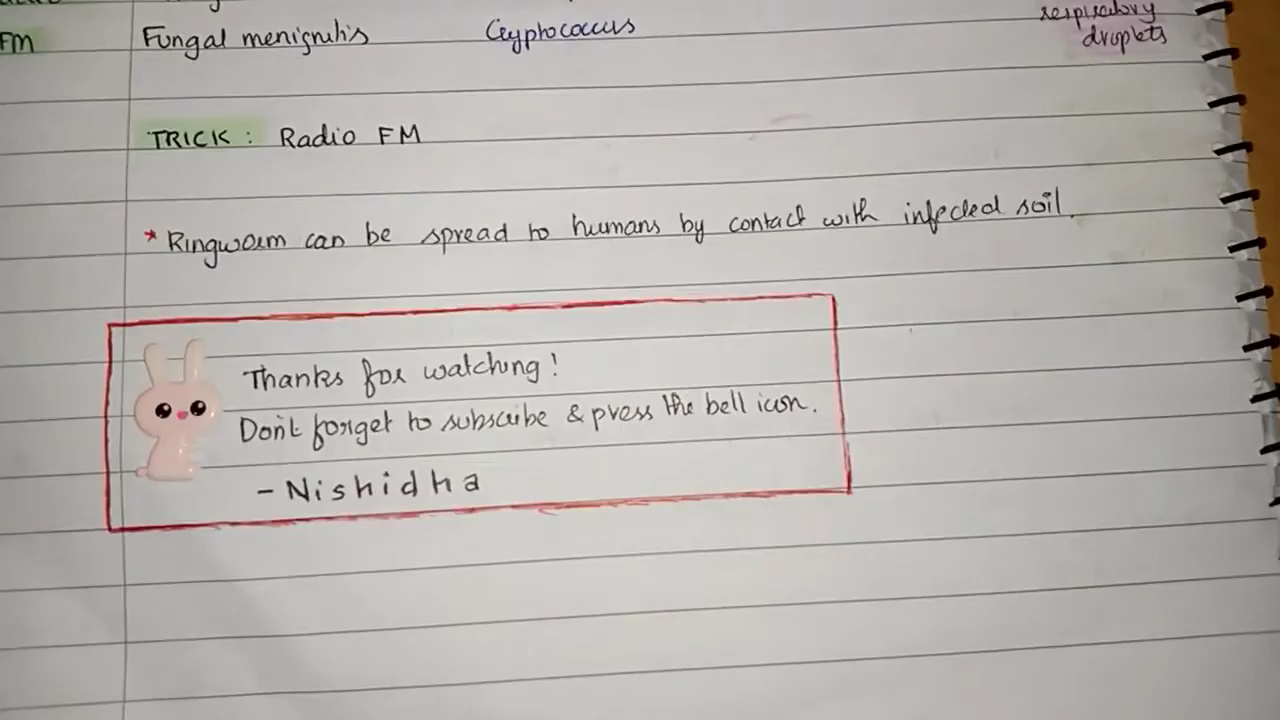 FM Fungal menignitis Cryptococcus respiratory
droplets
TRICK: Radio FM
* Ringworm can be spread to humans by contact with infected soil.
Thanks for watching!
Don't forget to subscribe & press the bell icon.
- Nishidha